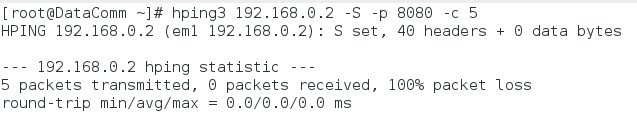 [root@DataComm ~]# hping3 192.168.0.2 -S -p 8080 -c 5
HPING 192.168.0.2 (em1 192.168.0.2): S set, 40 headers + 0 data bytes
--- 192.168.0.2 hping statistic ---
5 packets transmitted, 0 packets received, 100% packet loss
round-trip min/avg/max = 0.0/0.0/0.0 ms